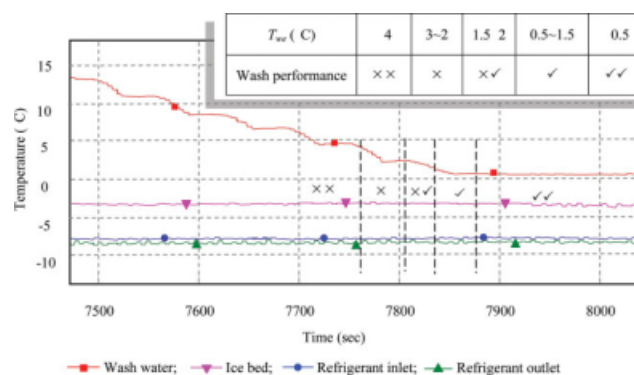 T_we ( C) 4 3~2 1.5 2 0.5~1.5 0.5
Wash performance ×× × ×✓ ✓ ✓✓
Temperature ( C)
15
10
5
0
-5
-10
×× × ×✓ ✓ ✓✓
7500 7600 7700 7800 7900 8000
Time (sec)
Wash water; Ice bed; Refrigerant inlet; Refrigerant outlet